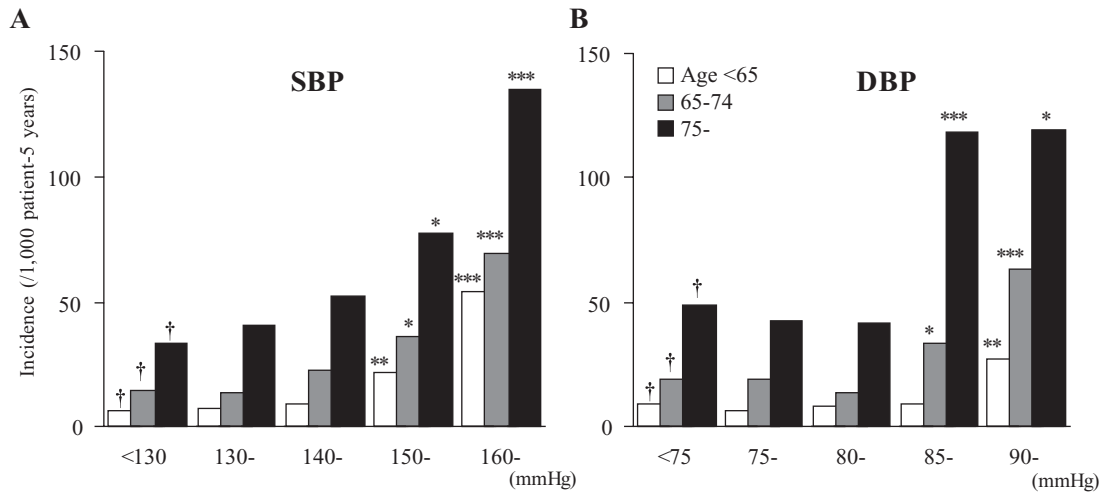 A
B
150
100
50
0
Incidence (/1,000 patient-5 years)
SBP
† † †
** * *
*** *** ***
<130 130- 140- 150- 160-
(mmHg)
150
100
50
0
Age <65
65-74
75-
DBP
† † †
* ***
** *** *
<75 75- 80- 85- 90-
(mmHg)